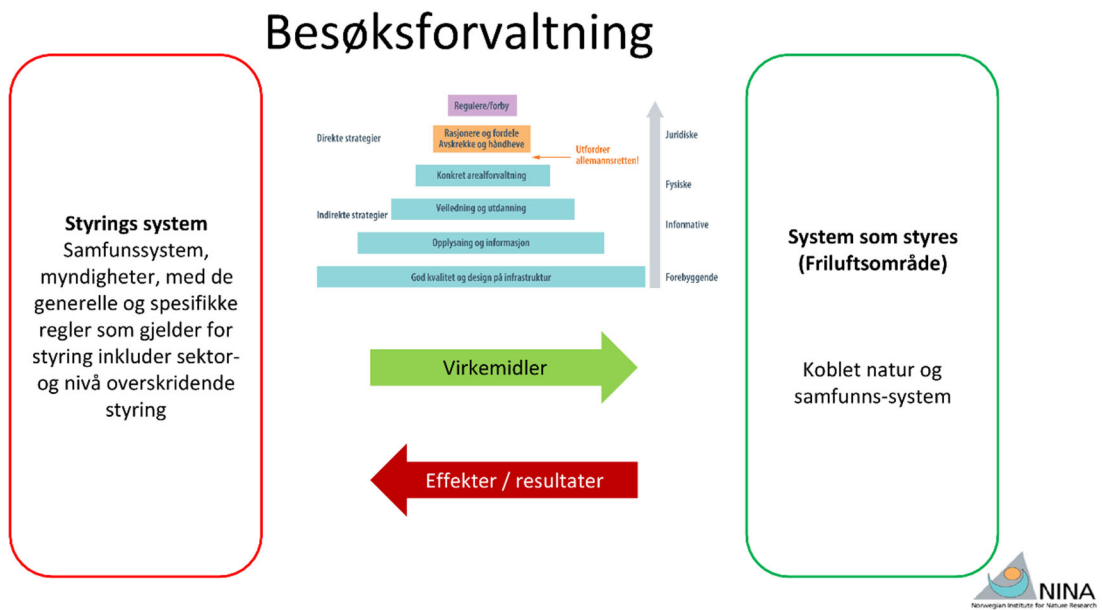 Besøksforvaltning
Styrings system
Samfunssystem,
myndigheter, med de
generelle og spesifikke
regler som gjelder for
styring inkluder sektor-
og nivå overskridende
styring
Regulere/forby
Direkte strategier
Rasjonere og fordele
Avskrekke og håndheve
Juridiske
Utfordrer
allemannsretten!
Konkret arealforvaltning
Fysiske
Indirekte strategier
Veiledning og utdanning
Informative
Opplysning og informasjon
God kvalitet og design på infrastruktur
Forebyggende
Virkemidler
Effekter / resultater
System som styres
(Friluftsområde)
Koblet natur og
samfunns-system
NINA
Norwegian Institute for Nature Research